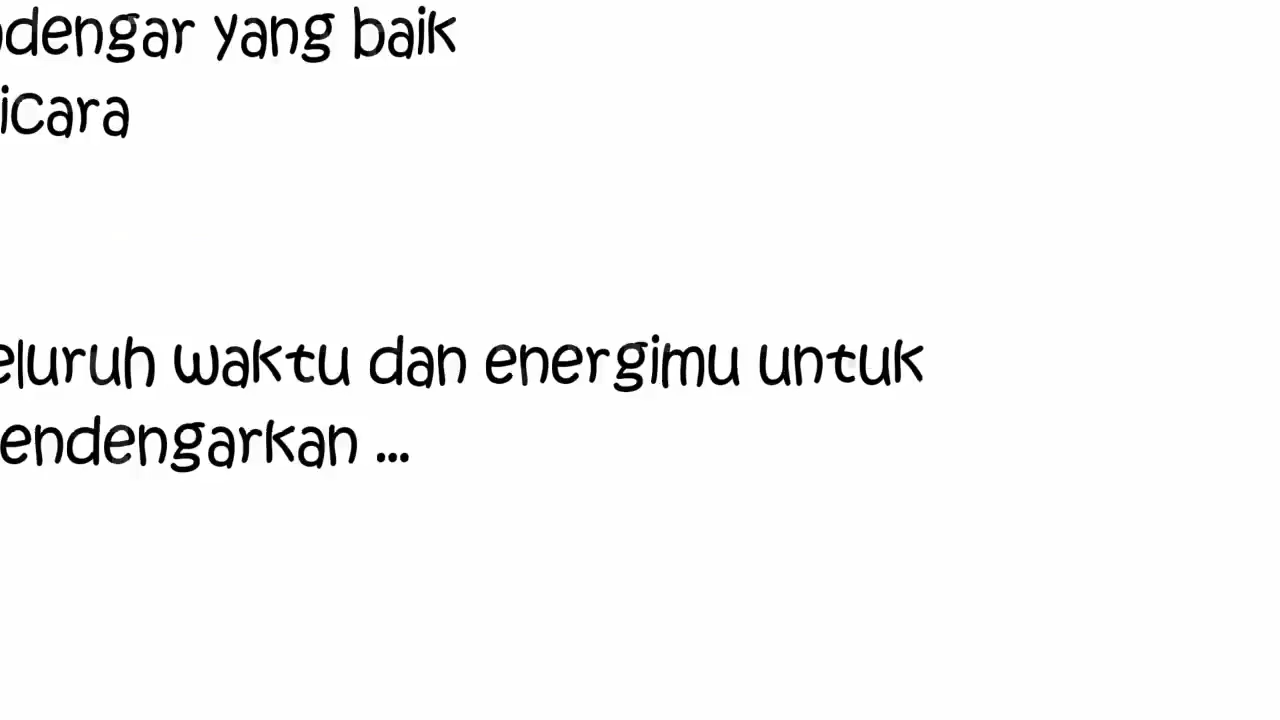 dengar yang baik
icara
eluruh waktu dan energimu untuk
endengarkan ...